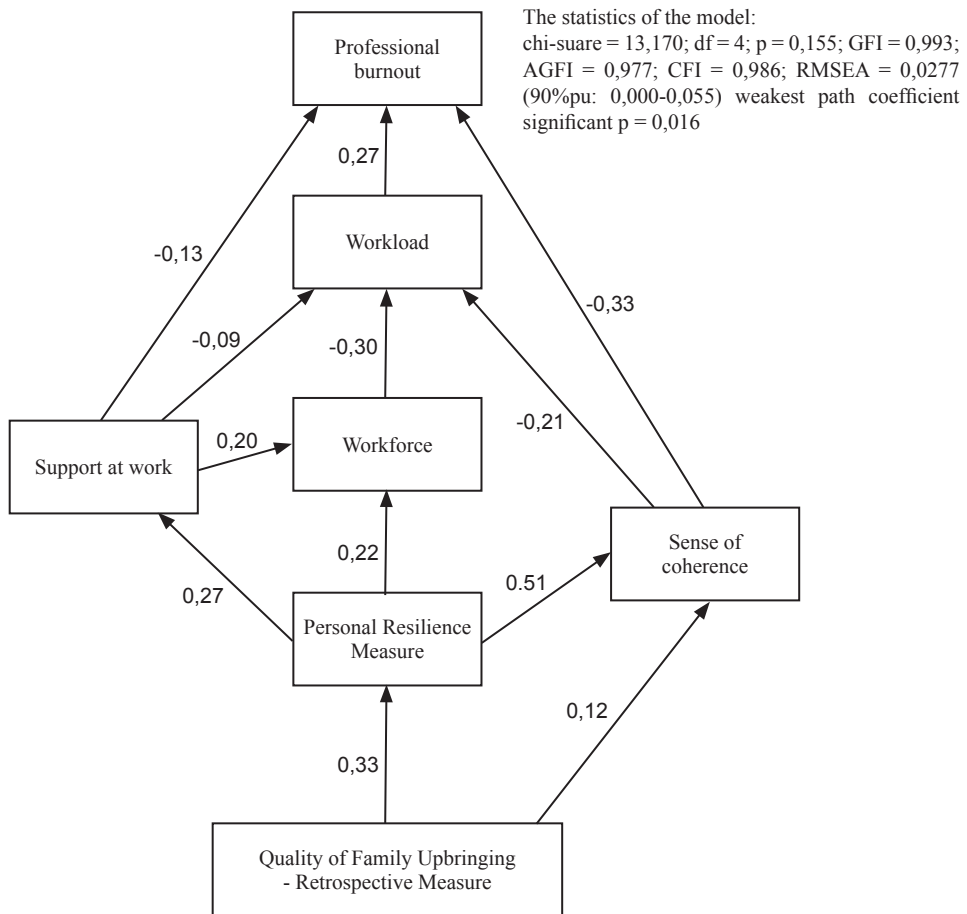 The statistics of the model:
chi-suare = 13,170; df = 4; p = 0,155; GFI = 0,993;
AGFI = 0,977; CFI = 0,986; RMSEA = 0,0277
(90%pu: 0,000-0,055) weakest path coefficient
significant p = 0,016
Professional
burnout
0,27
-0,13
Workload
-0,33
-0,09
-0,30
-0,21
Support at work
0,20
Workforce
Sense of
coherence
0,22
0.51
0,27
Personal Resilience
Measure
0,12
0,33
Quality of Family Upbringing
- Retrospective Measure